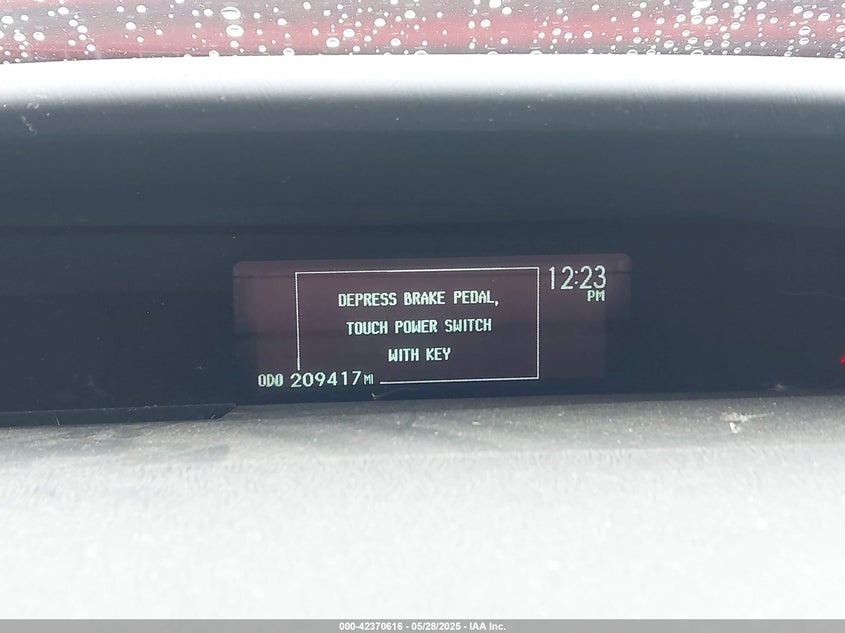 12:23
PM
DEPRESS BRAKE PEDAL,
TOUCH POWER SWITCH
WITH KEY
ODO 209417 MI
000-42370616 - 05/28/2025 - IAA Inc.